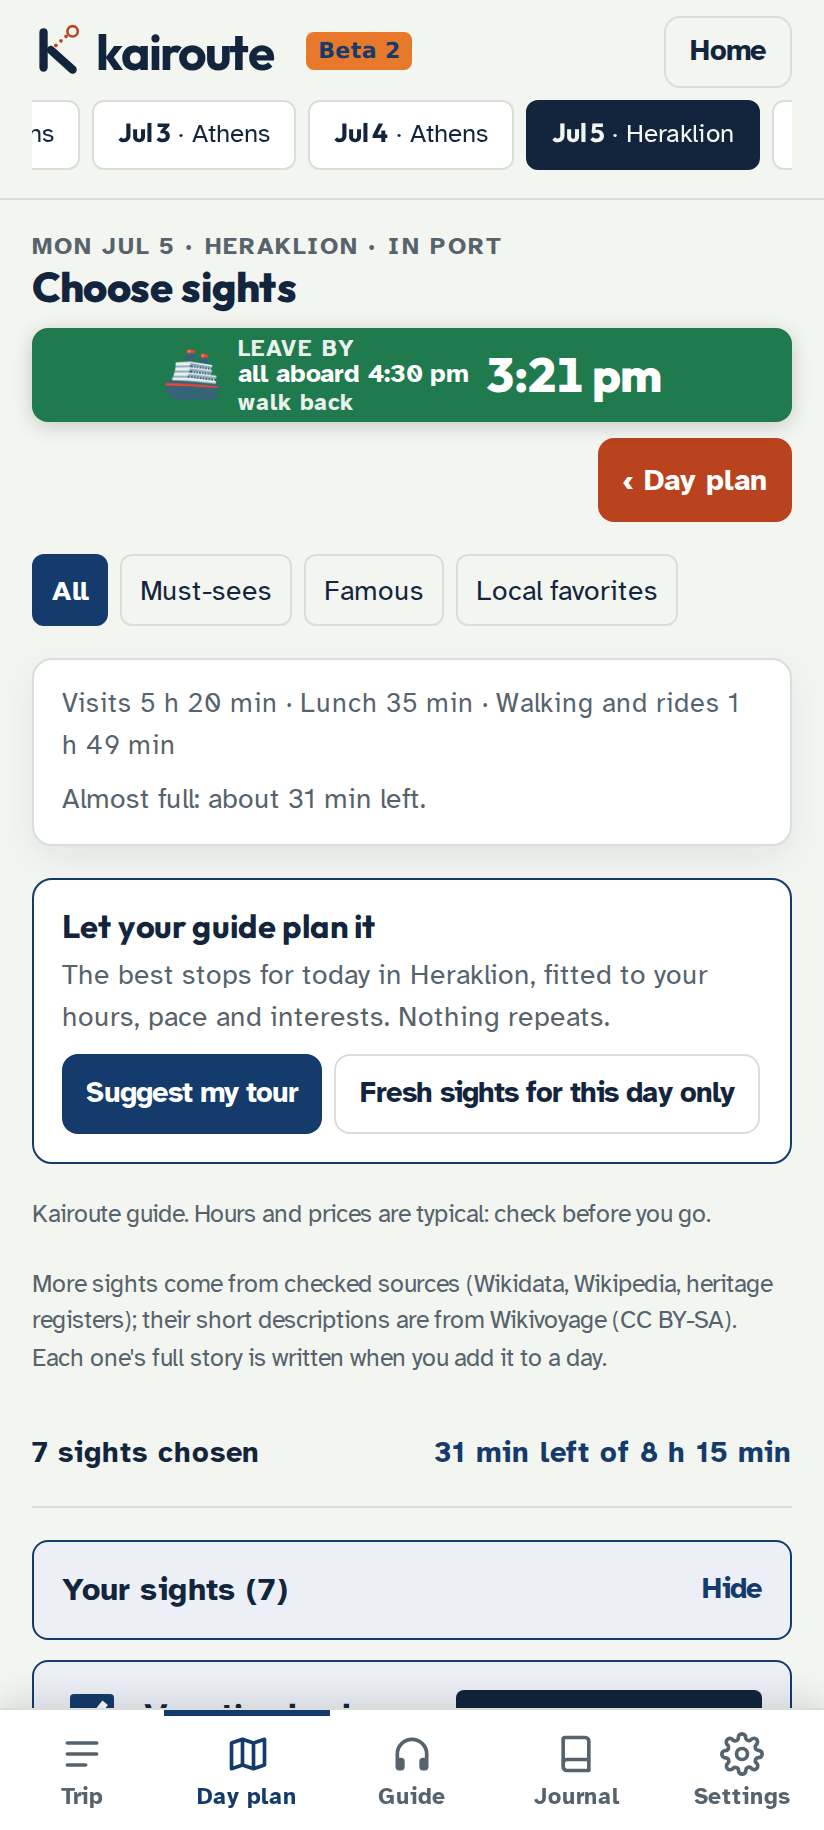 kairoute Beta 2 Home
ns Jul 3 · Athens Jul 4 · Athens Jul 5 · Heraklion
MON JUL 5 · HERAKLION · IN PORT
Choose sights
LEAVE BY
all aboard 4:30 pm 3:21 pm
walk back
‹ Day plan
All Must-sees Famous Local favorites
Visits 5 h 20 min · Lunch 35 min · Walking and rides 1
h 49 min
Almost full: about 31 min left.
Let your guide plan it
The best stops for today in Heraklion, fitted to your
hours, pace and interests. Nothing repeats.
Suggest my tour Fresh sights for this day only
Kairoute guide. Hours and prices are typical: check before you go.
More sights come from checked sources (Wikidata, Wikipedia, heritage
registers); their short descriptions are from Wikivoyage (CC BY-SA).
Each one's full story is written when you add it to a day.
7 sights chosen 31 min left of 8 h 15 min
Your sights (7) Hide
Trip Day plan Guide Journal Settings